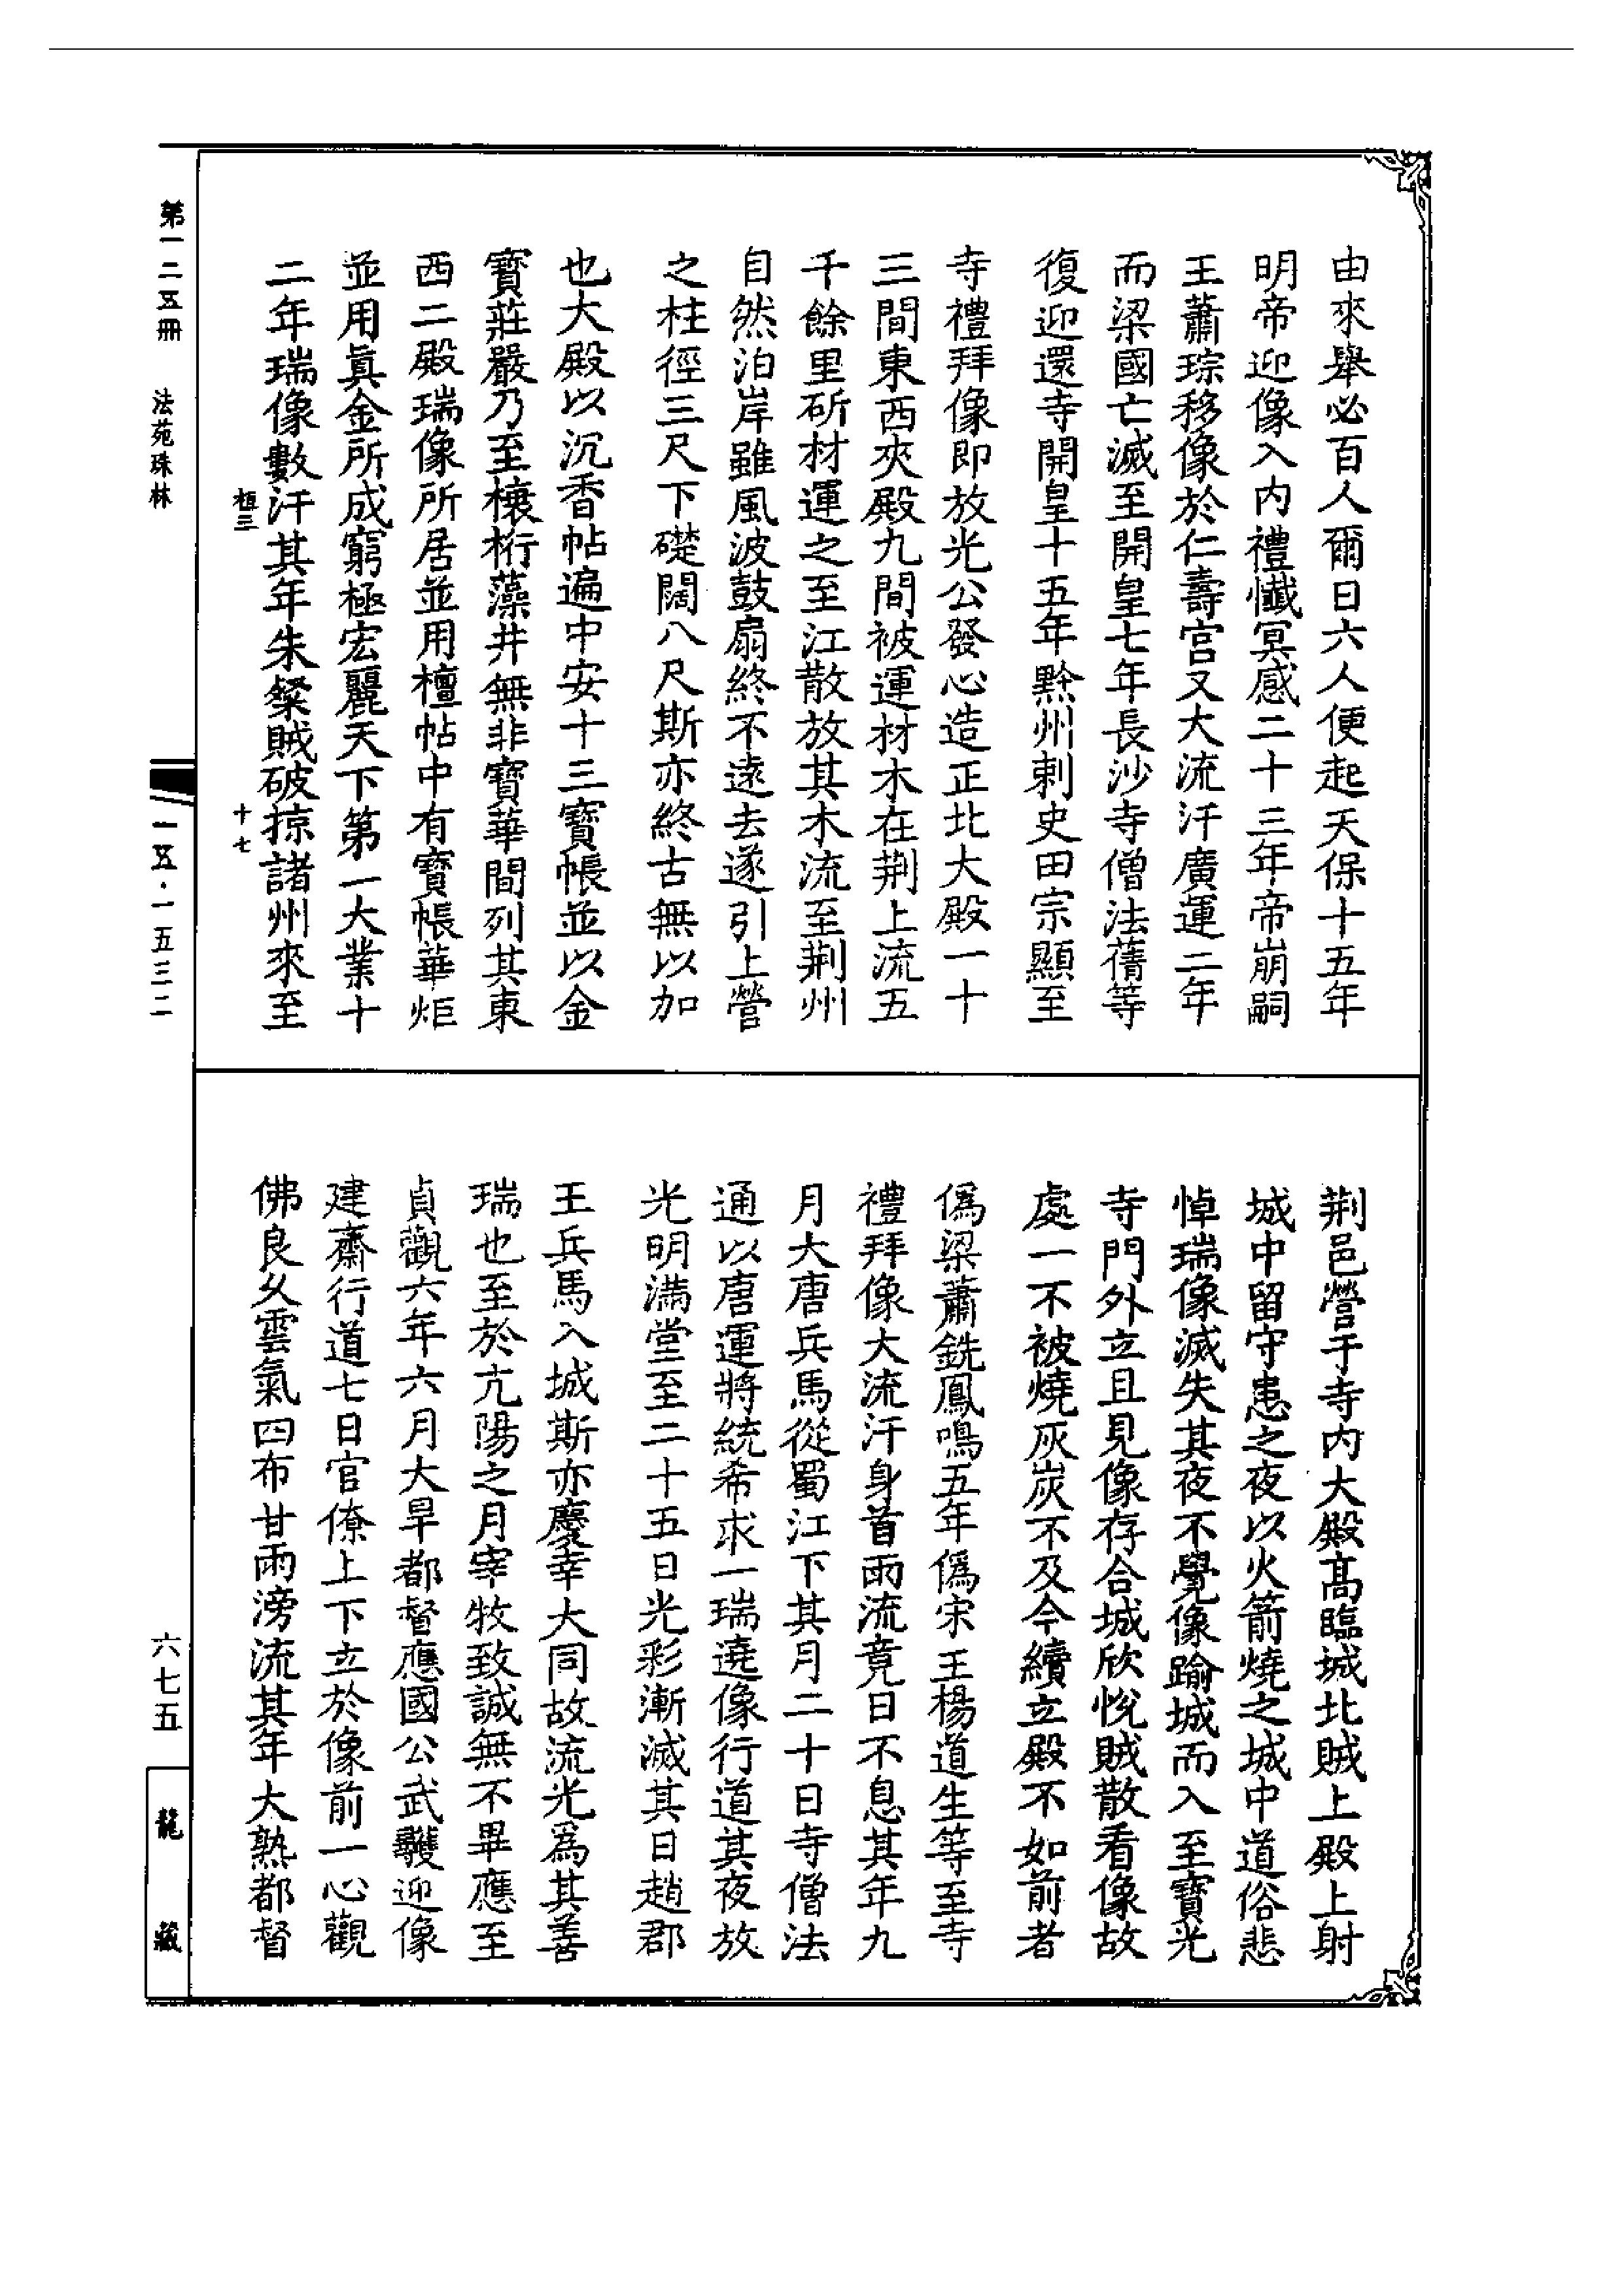 由來舉必百人爾日六人便起天保十五年
明帝迎像入内禮懺冥感二十三年帝崩嗣
王蕭琮移像於仁壽宫又大流汗廣運二年
而梁國亡滅至開皇七年長沙寺僧法蒨等
復迎還寺開皇十五年黔州刺史田宗顯至
寺禮拜像即放光公發心造正北大殿一十
三間東西夾殿九間被運材木在荆上流五
千餘里斫材運之至江散放其木流至荆州
自然泊岸雖風波鼓扇終不遠去遂引上營
之柱徑三尺下礎闊八尺斯亦終古無以加
也大殿以沉香帖遍中安十三寶帳並以金
寶莊嚴乃至榱桁藻井無非寶華間列其東
西二殿瑞像所居並用檀帖中有寶帳華炬
並用眞金所成窮極宏麗天下第一大業十
二年瑞像數汗其年朱粲賊破掠諸州來至
荆邑營于寺内大殿髙臨城北賊上殿上射
城中留守患之夜以火箭燒之城中道俗悲
悼瑞像滅失其夜不覺像踰城而入至寶光
寺門外立且見像存合城欣悅賊散看像故
處一不被燒灰炭不及今續立殿不如前者
僞梁蕭銑鳳鳴五年僞宋王楊道生等至寺
禮拜像大流汗身首雨流竟日不息其年九
月大唐兵馬從蜀江下其月二十日寺僧法
通以唐運將統希求一瑞遶像行道其夜放
光明滿堂至二十五日光彩漸滅其日趙郡
王兵馬入城斯亦慶幸大同故流光爲其善
瑞也至於亢陽之月宰牧致誠無不畢應至
貞觀六年六月大旱都督應國公武䕶迎像
建齋行道七日官僚上下立於像前一心觀
佛良久雲氣四布甘雨滂流其年大熟都督
第一二五冊
法苑珠林
桓三
十七
一五·一五三二
六七五
龍藏